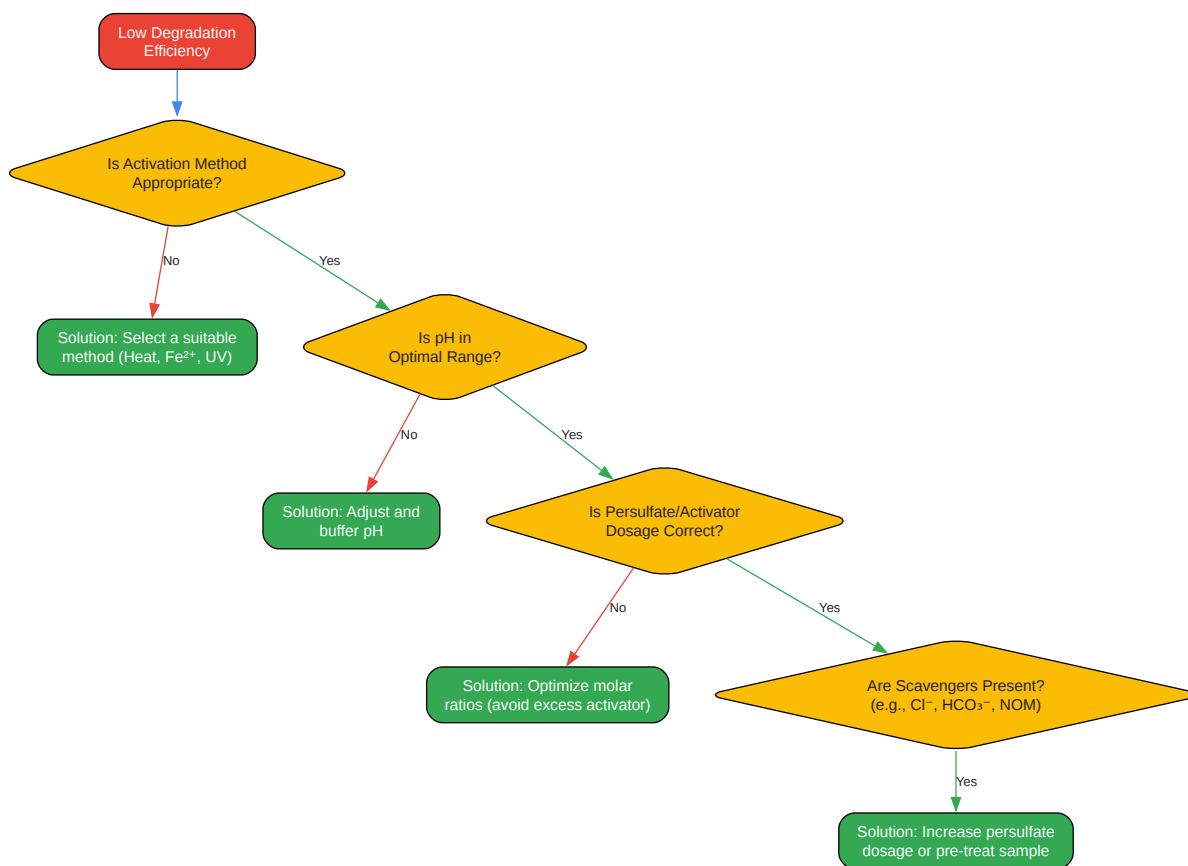 Low Degradation
Efficiency
Is Activation Method
Appropriate?
No
Yes
Solution: Select a suitable
method (Heat, Fe²⁺, UV)
Is pH in
Optimal Range?
No
Yes
Solution: Adjust and
buffer pH
Is Persulfate/Activator
Dosage Correct?
No
Yes
Solution: Optimize molar
ratios (avoid excess activator)
Are Scavengers Present?
(e.g., Cl⁻, HCO₃⁻, NOM)
Yes
Solution: Increase persulfate
dosage or pre-treat sample